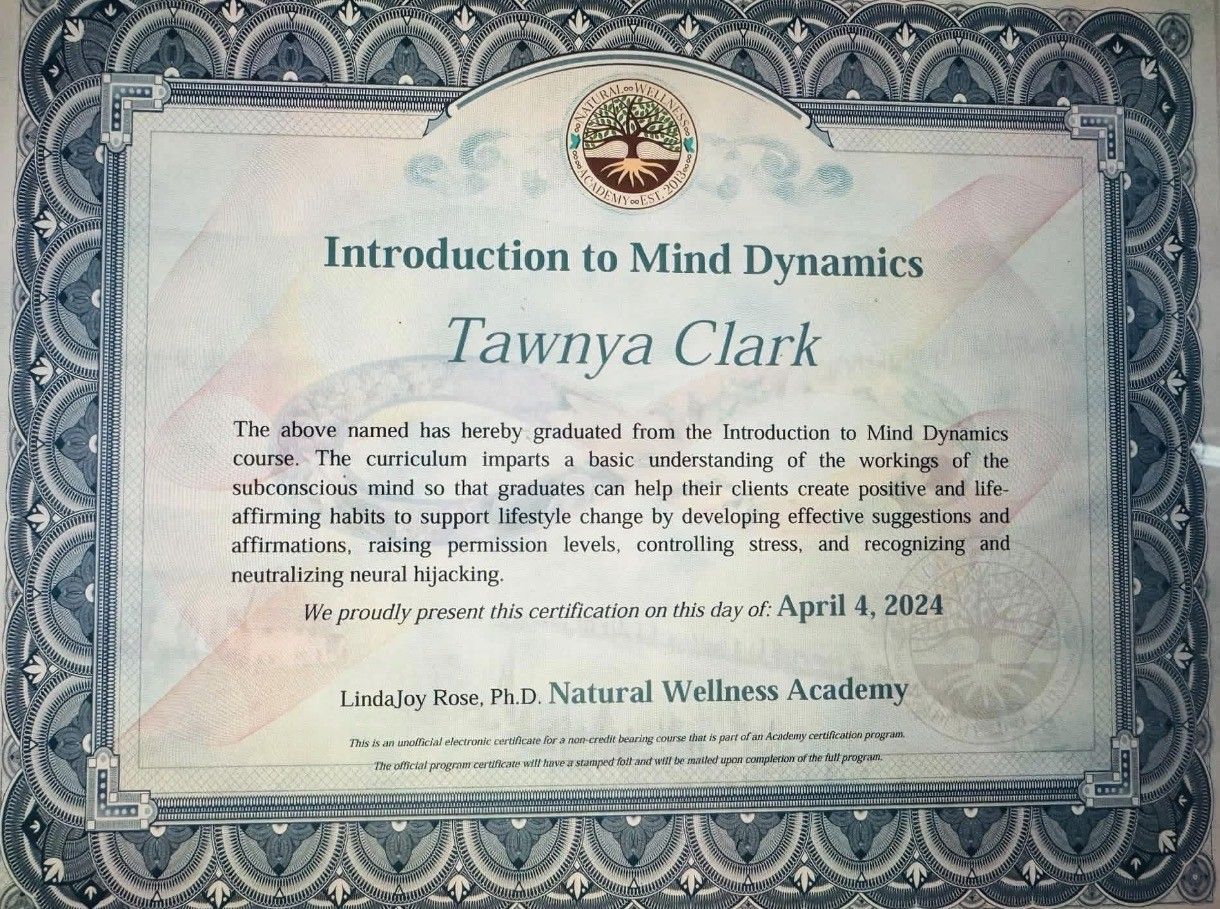 NATURAL∞WELLNESS
ACADEMY∞EST. 2013
Introduction to Mind Dynamics
Tawnya Clark
The above named has hereby graduated from the Introduction to Mind Dynamics
course. The curriculum imparts a basic understanding of the workings of the
subconscious mind so that graduates can help their clients create positive and life-
affirming habits to support lifestyle change by developing effective suggestions and
affirmations, raising permission levels, controlling stress, and recognizing and
neutralizing neural hijacking.
We proudly present this certification on this day of: April 4, 2024
LindaJoy Rose, Ph.D. Natural Wellness Academy
This is an unofficial electronic certificate for a non-credit bearing course that is part of an Academy certification program.
The official program certificate will have a stamped foil and will be mailed upon completion of the full program.